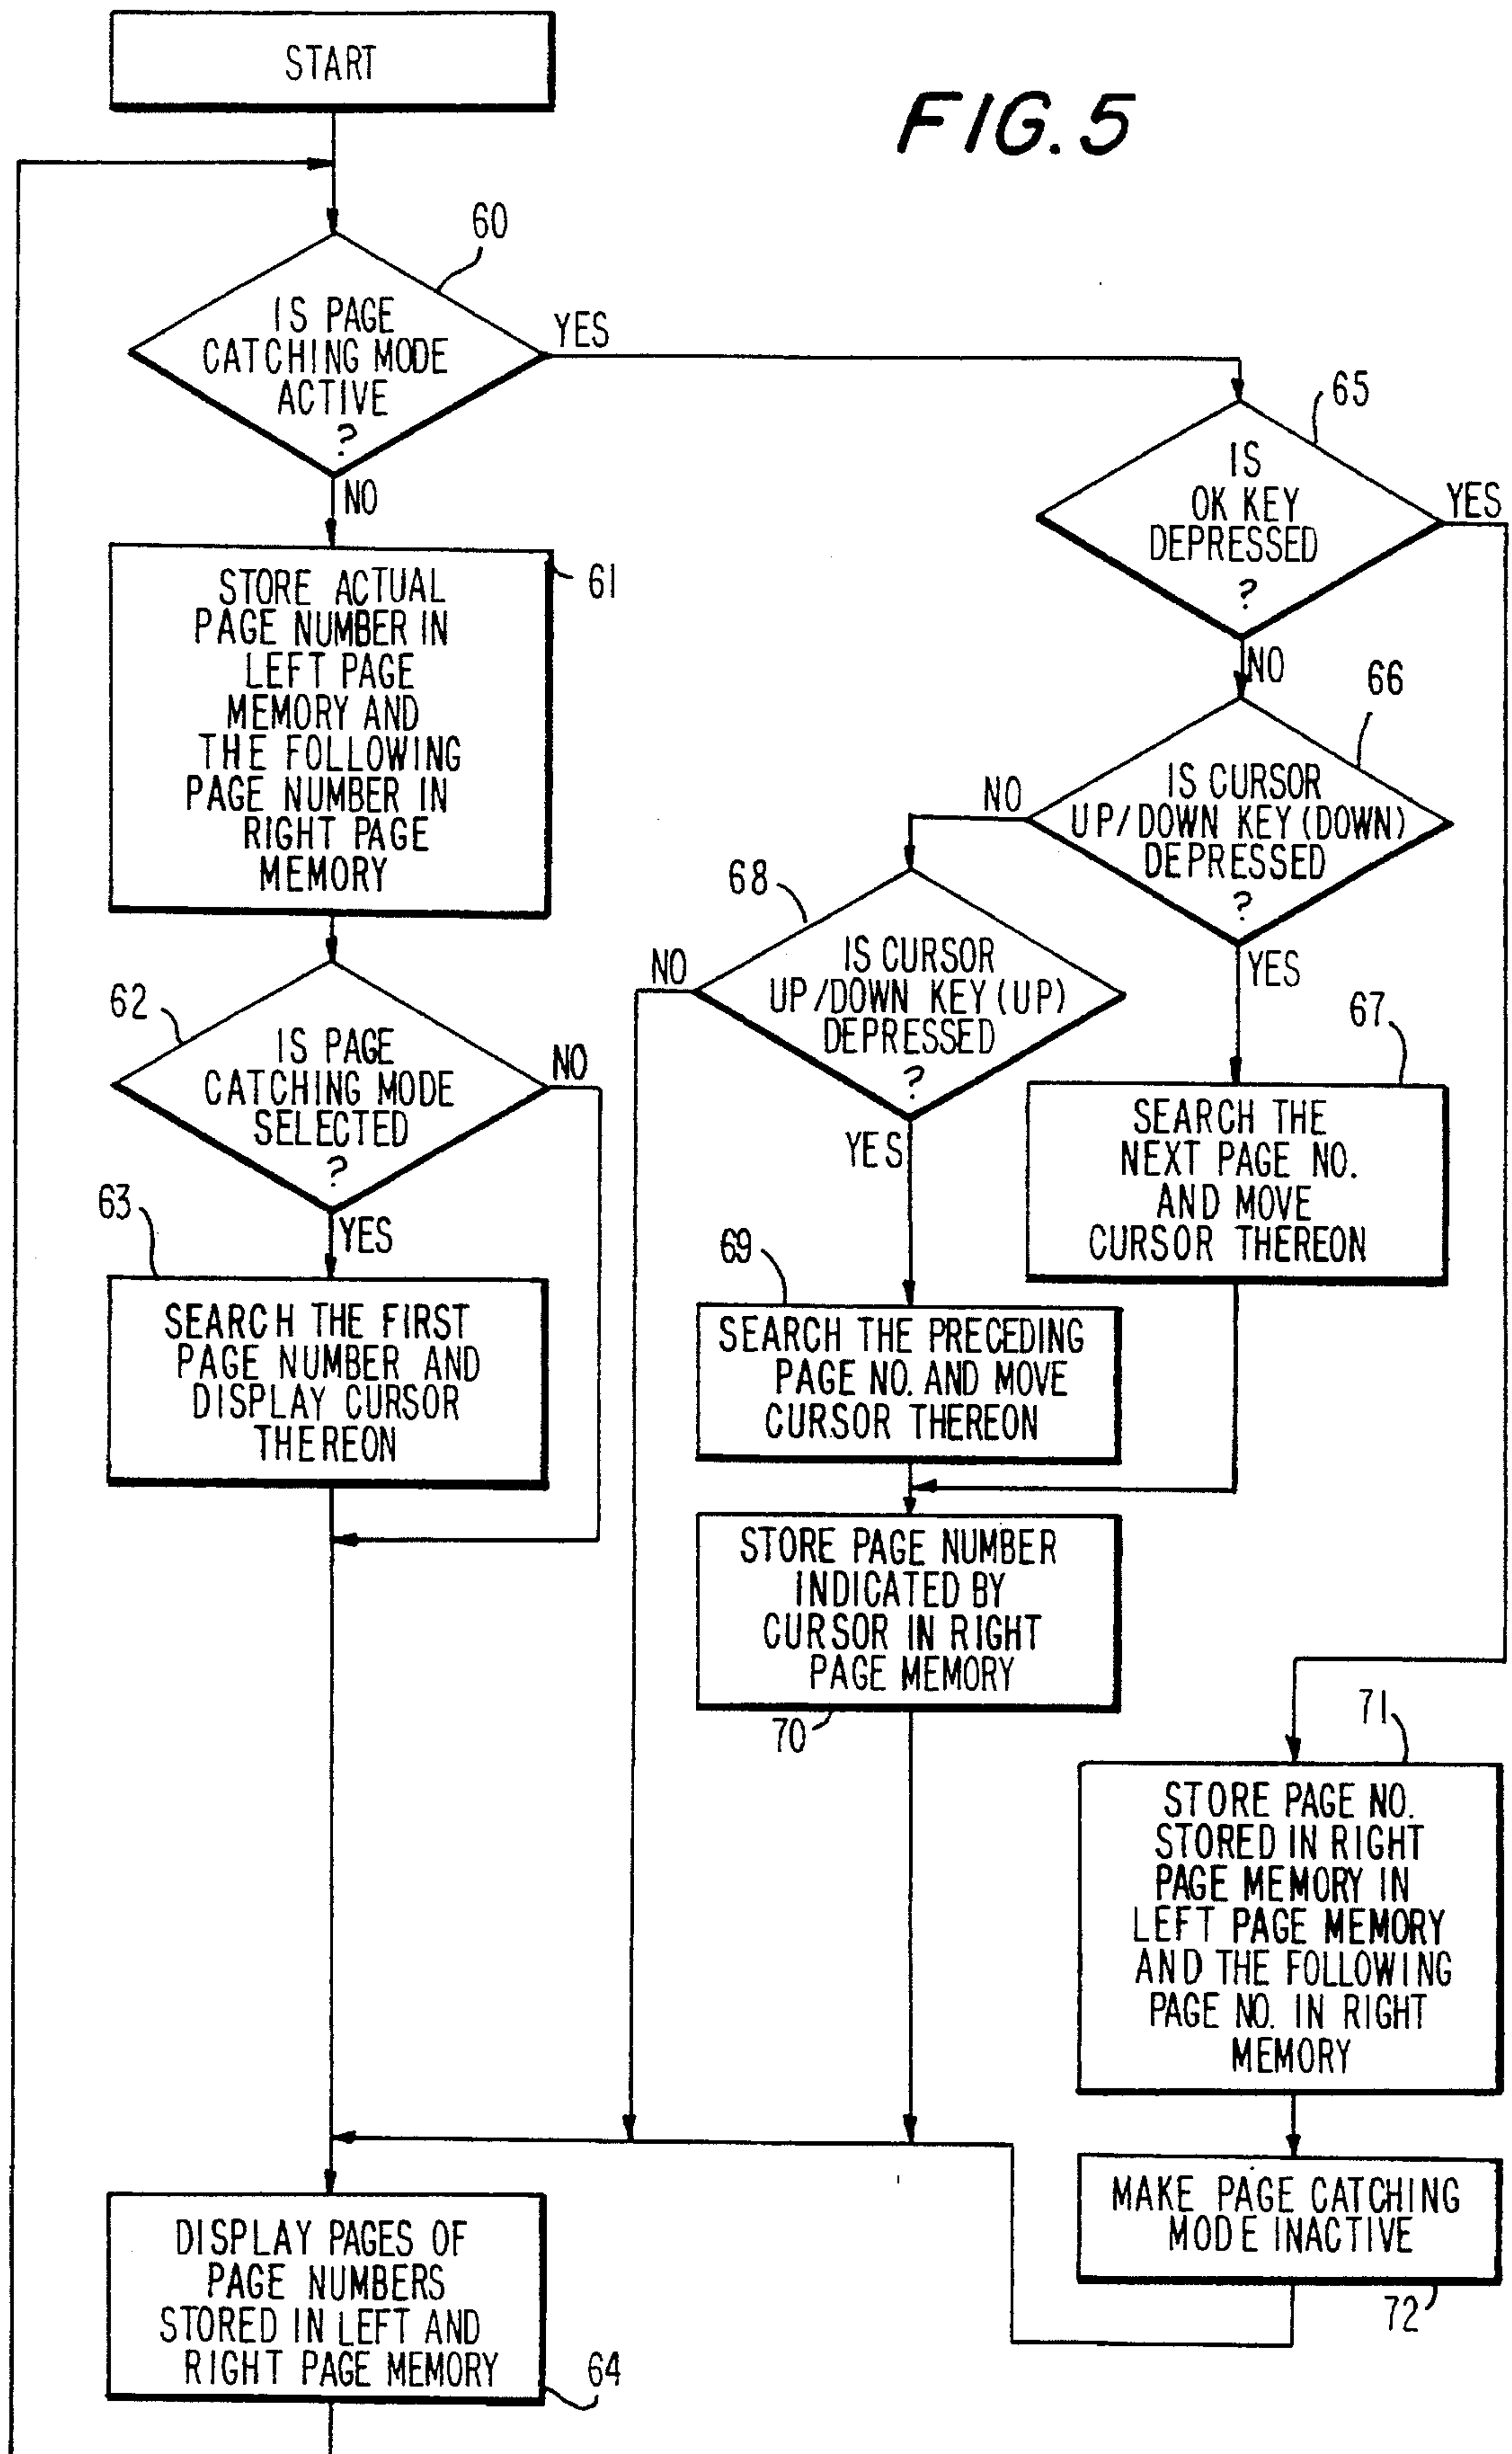 START
FIG. 5
60
IS PAGE
CATCHING MODE
ACTIVE
?
YES
NO
65
IS
OK KEY
DEPRESSED
?
YES
NO
61
STORE ACTUAL
PAGE NUMBER IN
LEFT PAGE
MEMORY AND
THE FOLLOWING
PAGE NUMBER IN
RIGHT PAGE
MEMORY
66
IS CURSOR
UP/DOWN KEY (DOWN)
DEPRESSED
?
NO
YES
68
IS CURSOR
UP/DOWN KEY (UP)
DEPRESSED
?
NO
YES
62
IS PAGE
CATCHING MODE
SELECTED
?
NO
YES
67
SEARCH THE
NEXT PAGE NO.
AND MOVE
CURSOR THEREON
63
SEARCH THE FIRST
PAGE NUMBER AND
DISPLAY CURSOR
THEREON
69
SEARCH THE PRECEDING
PAGE NO. AND MOVE
CURSOR THEREON
STORE PAGE NUMBER
INDICATED BY
CURSOR IN RIGHT
PAGE MEMORY
70
71
STORE PAGE NO.
STORED IN RIGHT
PAGE MEMORY IN
LEFT PAGE MEMORY
AND THE FOLLOWING
PAGE NO. IN RIGHT
MEMORY
MAKE PAGE CATCHING
MODE INACTIVE
72
DISPLAY PAGES OF
PAGE NUMBERS
STORED IN LEFT AND
RIGHT PAGE MEMORY
64